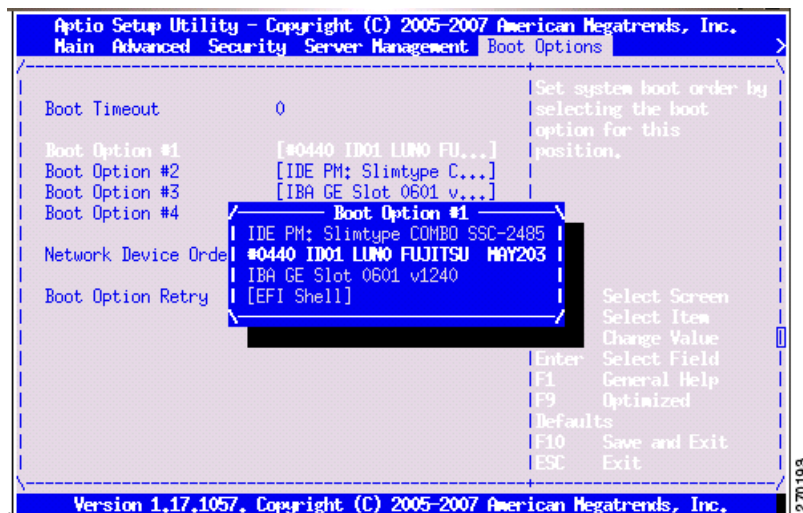 Aptio Setup Utility - Copyright (C) 2005-2007 American Megatrends, Inc.
Main Advanced Security Server Management Boot Options >
Set system boot order by
Boot Timeout 0 selecting the boot
option for this
Boot Option #1 [#0440 ID01 LUN0 FU...] position.
Boot Option #2 [IDE PM: Slimtype C...]
Boot Option #3 [IBA GE Slot 0601 v...]
Boot Option #4
Boot Option #1
IDE PM: Slimtype COMBO SSC-2485
Network Device Orde #0440 ID01 LUN0 FUJITSU MAY203
IBA GE Slot 0601 v1240
Boot Option Retry [EFI Shell] Select Screen
Select Item
Change Value
Enter Select Field
F1 General Help
F9 Optimized
Defaults
F10 Save and Exit
ESC Exit
Version 1.17.1057. Copyright (C) 2005-2007 American Megatrends, Inc.
270193